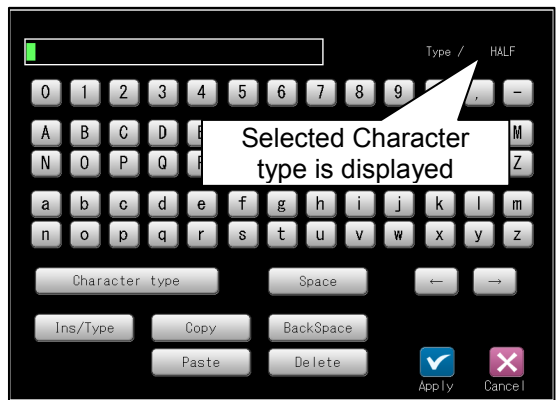 Type / HALF
0 1 2 3 4 5 6 7 8 9 , -
A B C D M
Selected Character
type is displayed
N O P Q Z
a b c d e f g h i j k l m
n o p q r s t u v w x y z
Character type Space ← →
Ins/Type Copy BackSpace
Paste Delete
Apply Cancel